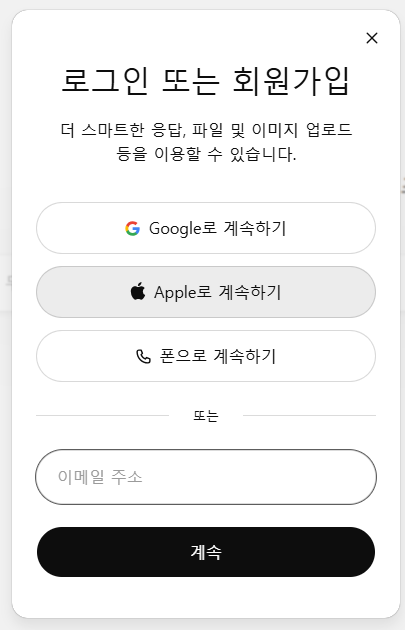 로그인 또는 회원가입
더 스마트한 응답, 파일 및 이미지 업로드
등을 이용할 수 있습니다.
Google로 계속하기
Apple로 계속하기
폰으로 계속하기
또는
이메일 주소
계속